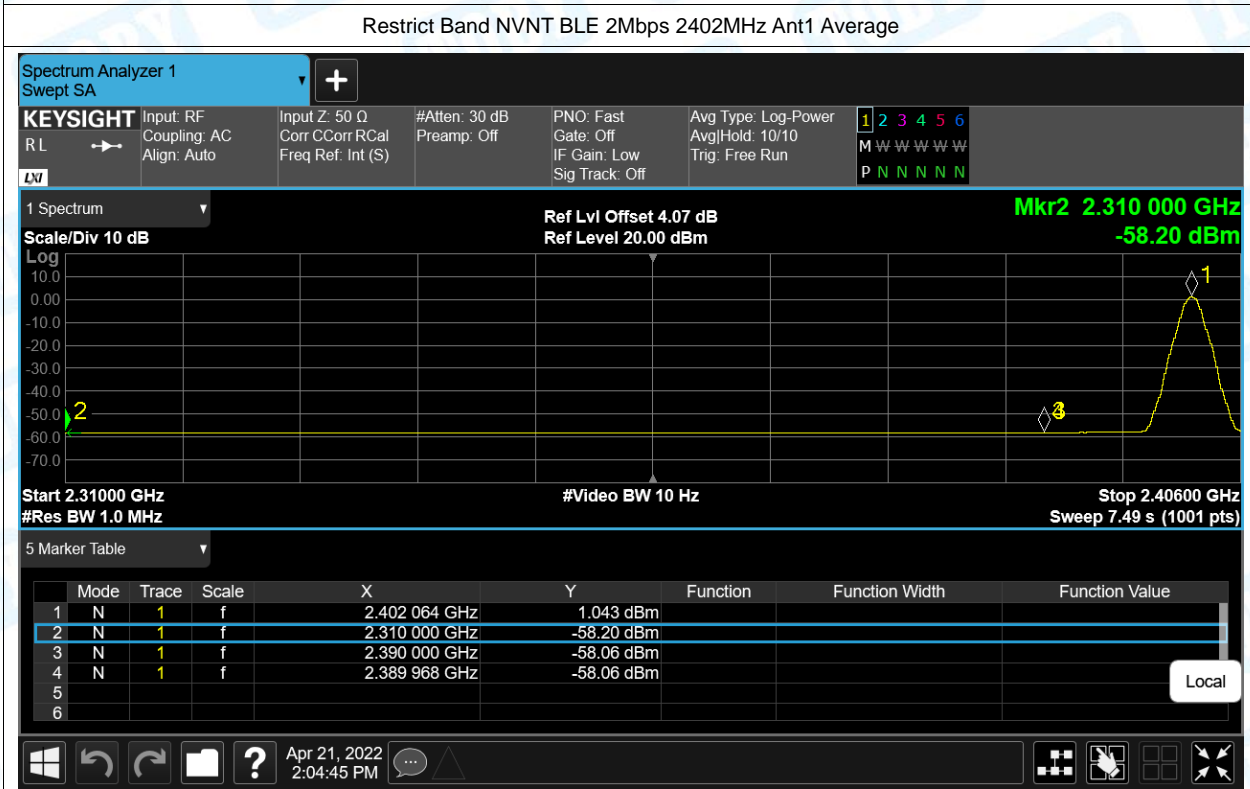 Restrict Band NVNT BLE 2Mbps 2402MHz Ant1 Average
Spectrum Analyzer 1
Swept SA
+
KEYSIGHT
R L
LXI
Input: RF
Coupling: AC
Align: Auto
Input Z: 50 Ω
Corr CCorr RCal
Freq Ref: Int (S)
#Atten: 30 dB
Preamp: Off
PNO: Fast
Gate: Off
IF Gain: Low
Sig Track: Off
Avg Type: Log-Power
Avg|Hold: 10/10
Trig: Free Run
1 2 3 4 5 6
M W W W W W
P N N N N N
1 Spectrum
Scale/Div 10 dB
Ref Lvl Offset 4.07 dB
Ref Level 20.00 dBm
Mkr2 2.310 000 GHz
-58.20 dBm
Log
10.0
0.00
-10.0
-20.0
-30.0
-40.0
-50.0
-60.0
-70.0
1
2
3
4
Start 2.31000 GHz
#Res BW 1.0 MHz
#Video BW 10 Hz
Stop 2.40600 GHz
Sweep 7.49 s (1001 pts)
5 Marker Table
Mode Trace Scale X Y Function Function Width Function Value
1 N 1 f 2.402 064 GHz 1.043 dBm
2 N 1 f 2.310 000 GHz -58.20 dBm
3 N 1 f 2.390 000 GHz -58.06 dBm
4 N 1 f 2.389 968 GHz -58.06 dBm
5
6
Local
?
Apr 21, 2022
2:04:45 PM